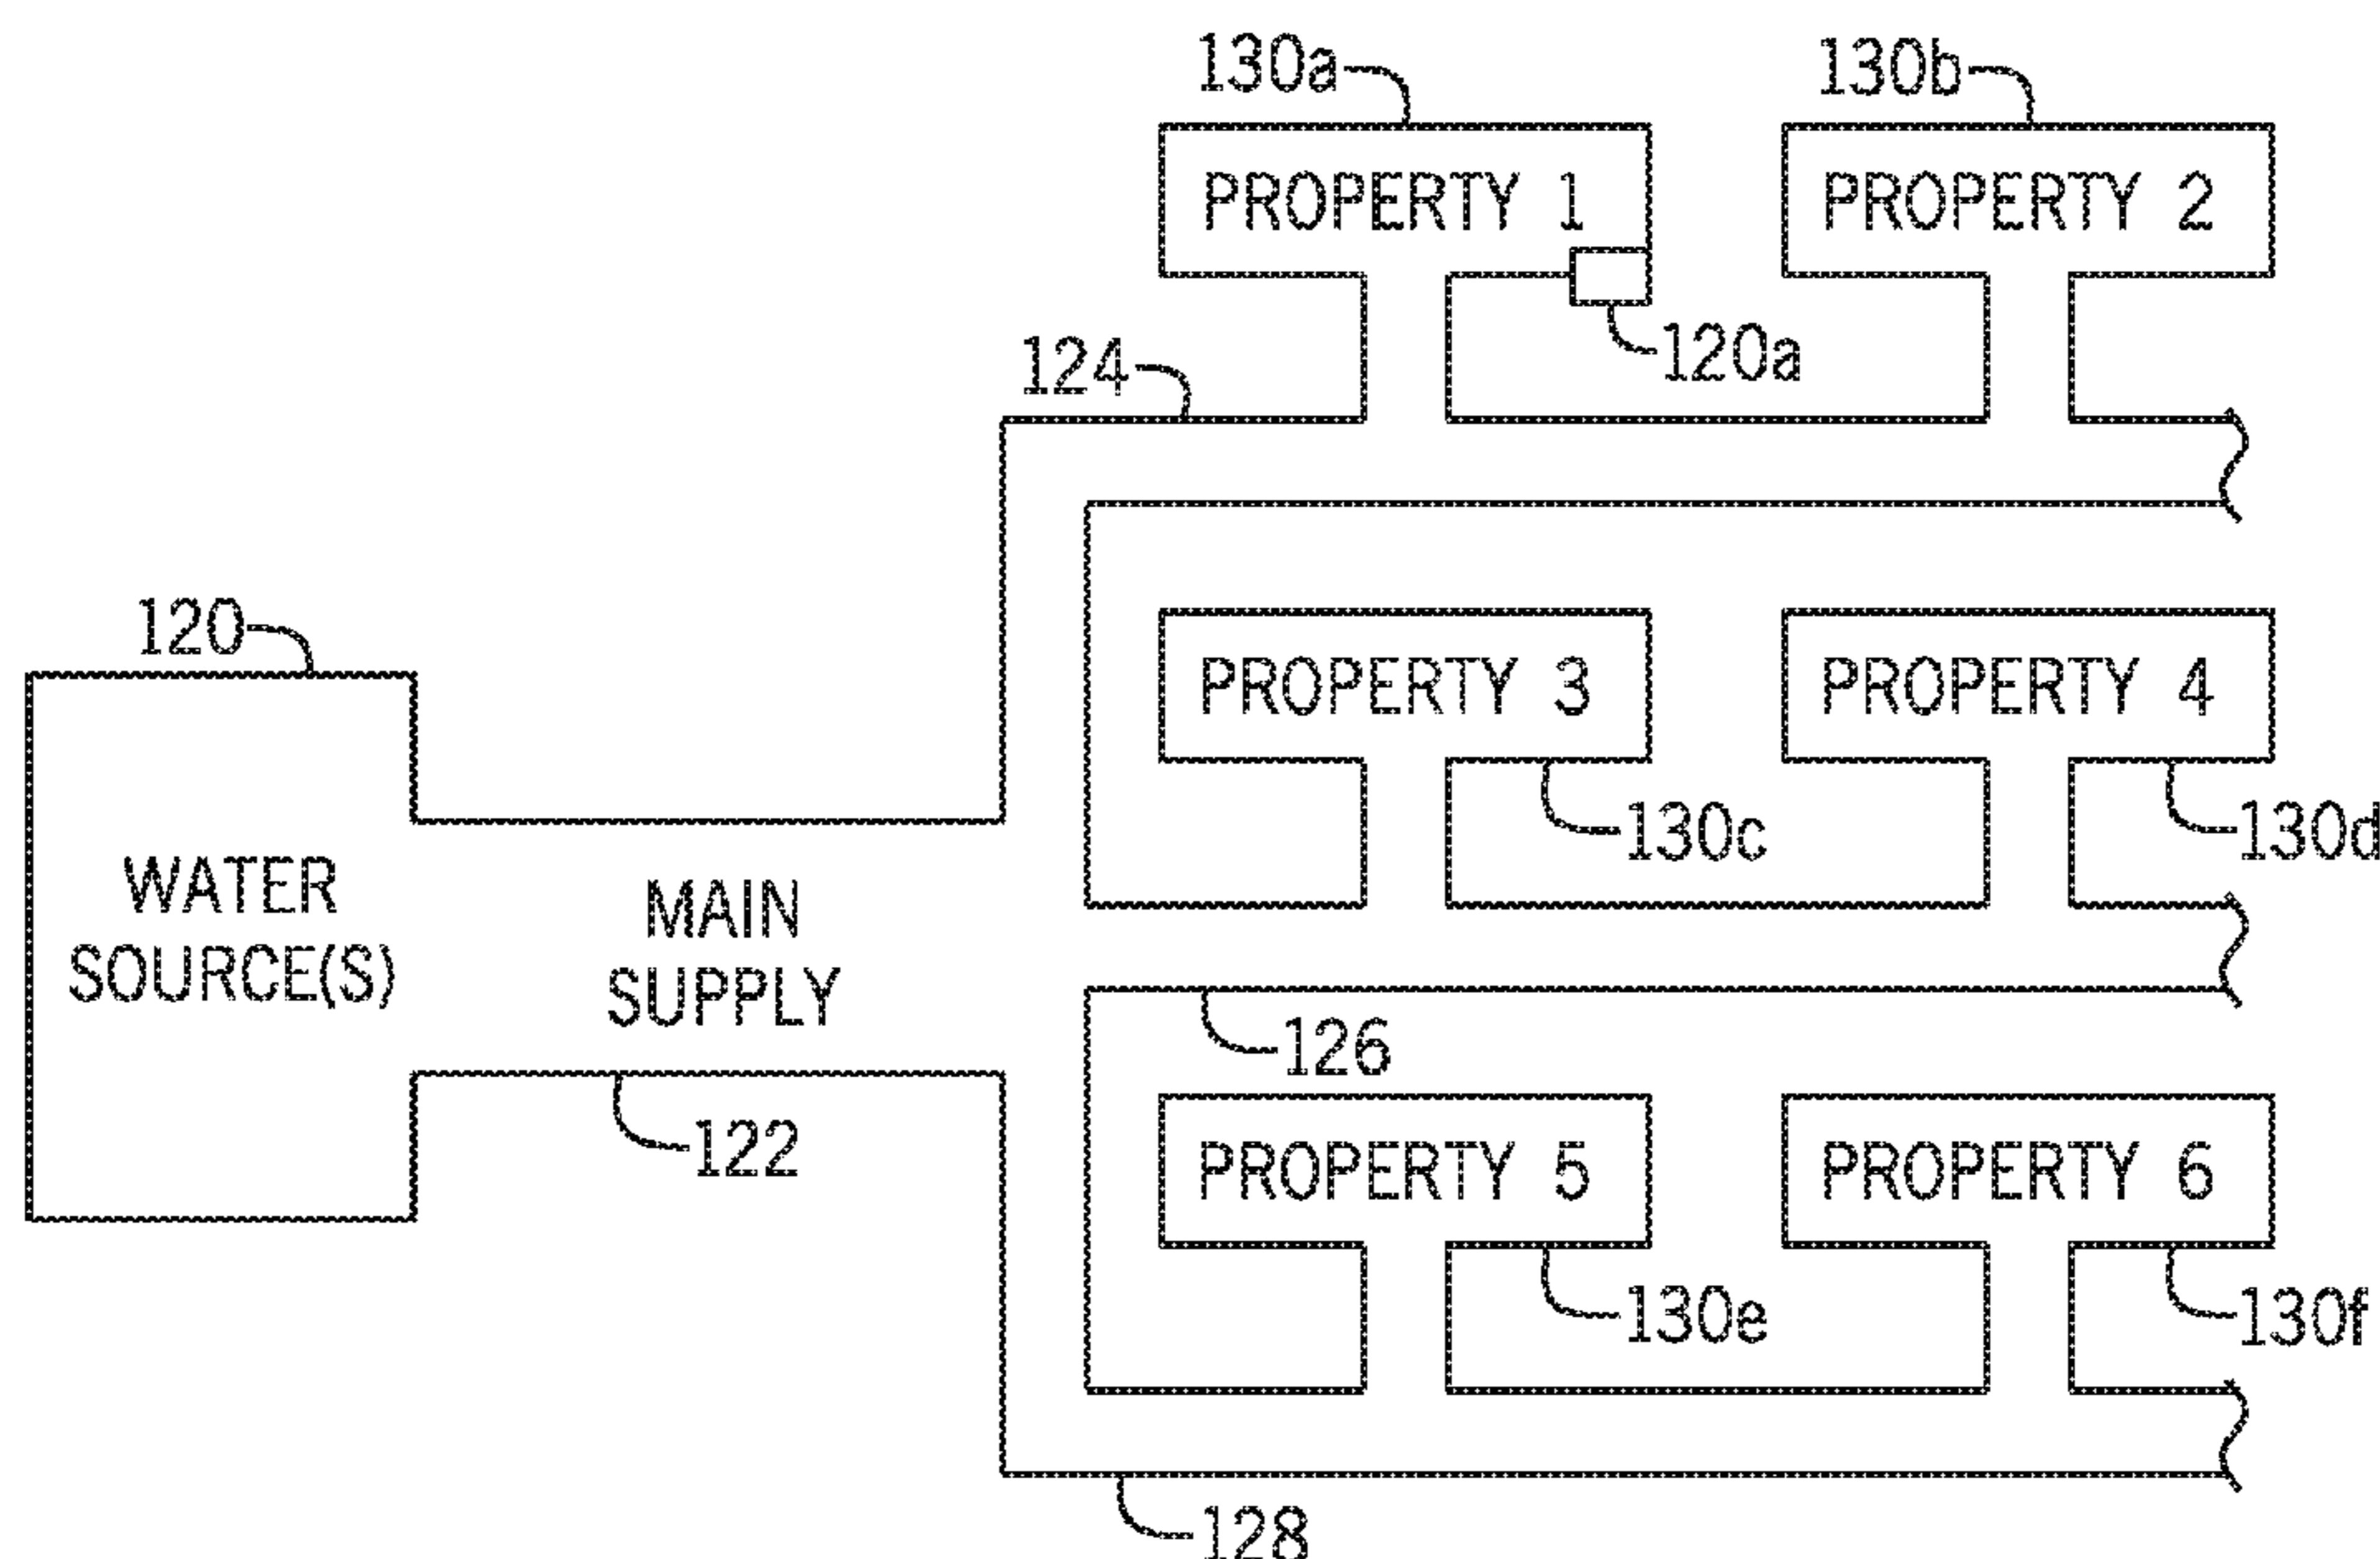 130a
130b
PROPERTY 1
PROPERTY 2
120a
124
120
PROPERTY 3
PROPERTY 4
130c
130d
WATER
SOURCE(S)
MAIN
SUPPLY
126
122
PROPERTY 5
PROPERTY 6
130e
130f
128